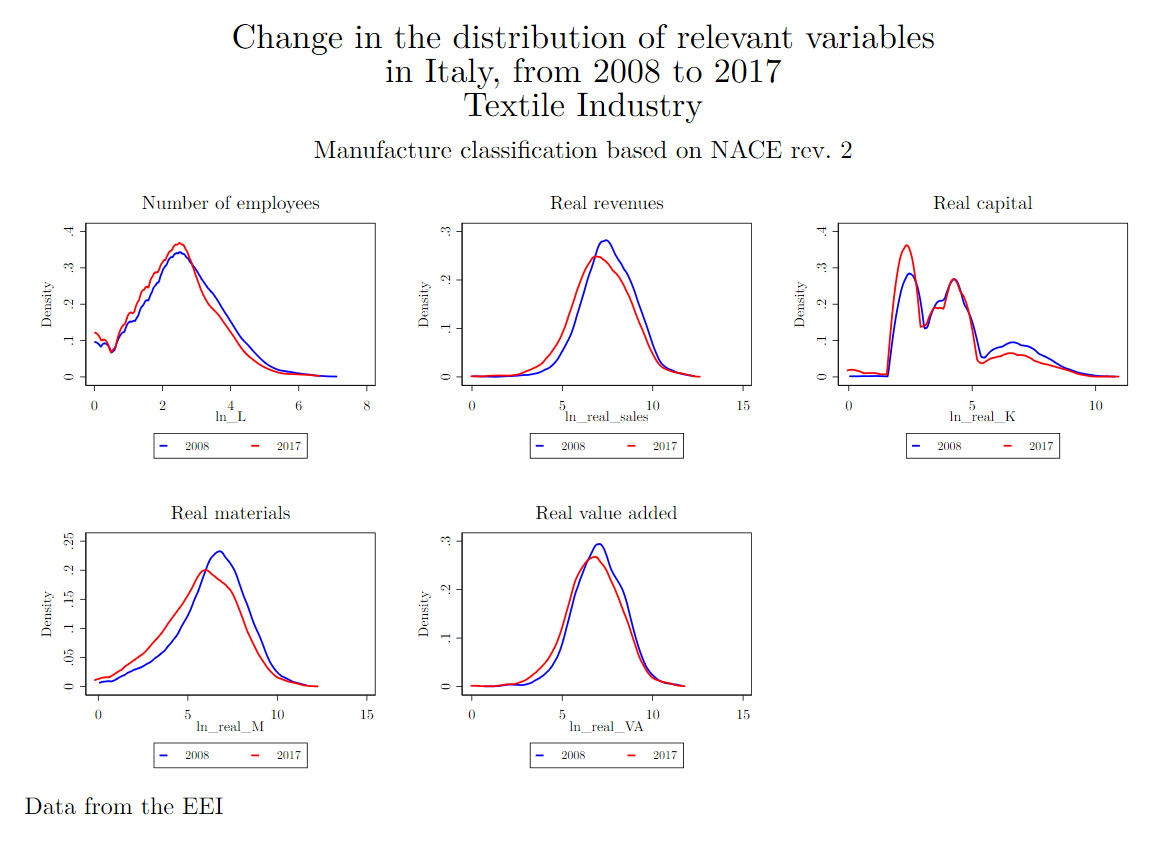 Change in the distribution of relevant variables
in Italy, from 2008 to 2017
Textile Industry
Manufacture classification based on NACE rev. 2
Number of employees
Density
0 .1 .2 .3 .4
0 2 4 6 8
ln_L
2008 2017
Real revenues
Density
0 .1 .2 .3
0 5 10 15
ln_real_sales
2008 2017
Real capital
Density
0 .1 .2 .3 .4
0 5 10
ln_real_K
2008 2017
Real materials
Density
0 .05 .1 .15 .2 .25
0 5 10 15
ln_real_M
2008 2017
Real value added
Density
0 .1 .2 .3
0 5 10 15
ln_real_VA
2008 2017
Data from the EEI